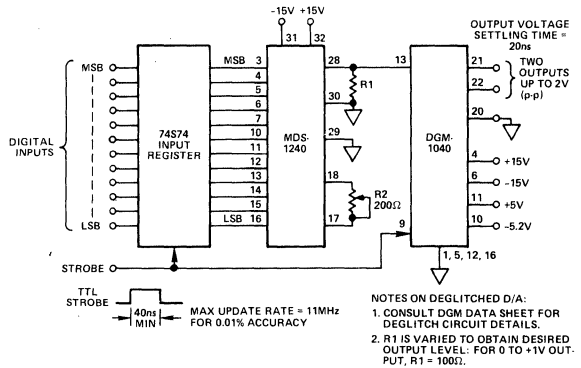 -15V +15V
31 32
OUTPUT VOLTAGE
SETTLING TIME =
20ns
MSB
DIGITAL
INPUTS
LSB
74S74
INPUT
REGISTER
MSB 3
4
5
6
7
10
11
12
13
14
15
LSB 16
MDS-
1240
28
30
29
18
17
R1
R2
200Ω
13
9
DGM-
1040
21
22
20
4
6
11
10
TWO
OUTPUTS
UP TO 2V
(p-p)
+15V
-15V
+5V
-5.2V
1, 5, 12, 16
STROBE
TTL
STROBE
40ns
MIN
MAX UPDATE RATE = 11MHz
FOR 0.01% ACCURACY
NOTES ON DEGLITCHED D/A:
1. CONSULT DGM DATA SHEET FOR
DEGLITCH CIRCUIT DETAILS.
2. R1 IS VARIED TO OBTAIN DESIRED
OUTPUT LEVEL: FOR 0 TO +1V OUT-
PUT, R1 = 100Ω.